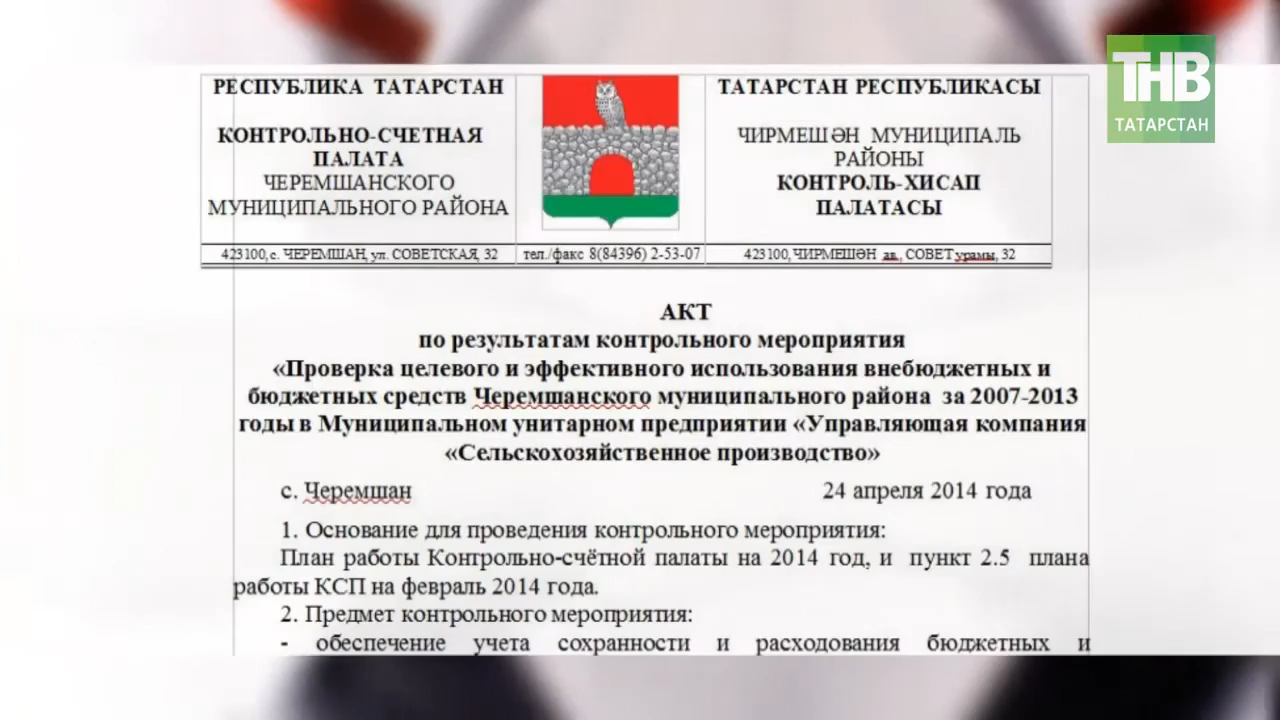 РЕСПУБЛИКА ТАТАРСТАН
КОНТРОЛЬНО-СЧЕТНАЯ
ПАЛАТА
ЧЕРЕМШАНСКОГО
МУНИЦИПАЛЬНОГО РАЙОНА
ТАТАРСТАН РЕСПУБЛИКАСЫ
ЧИРМЕШӘН МУНИЦИПАЛЬ
РАЙОНЫ
КОНТРОЛЬ-ХИСАП
ПАЛАТАСЫ
ТНВ
ТАТАРСТАН
423100, с. ЧЕРЕМШАН, ул. СОВЕТСКАЯ, 32
тел./факс 8(84396) 2-53-07
423100, ЧИРМЕШӘН ав., СОВЕТ урамы, 32
АКТ
по результатам контрольного мероприятия
«Проверка целевого и эффективного использования внебюджетных и
бюджетных средств Черемшанского муниципального района за 2007-2013
годы в Муниципальном унитарном предприятии «Управляющая компания
«Сельскохозяйственное производство»
с. Черемшан 24 апреля 2014 года
1. Основание для проведения контрольного мероприятия:
План работы Контрольно-счётной палаты на 2014 год, и пункт 2.5 плана
работы КСП на февраль 2014 года.
2. Предмет контрольного мероприятия:
- обеспечение учета сохранности и расходования бюджетных и